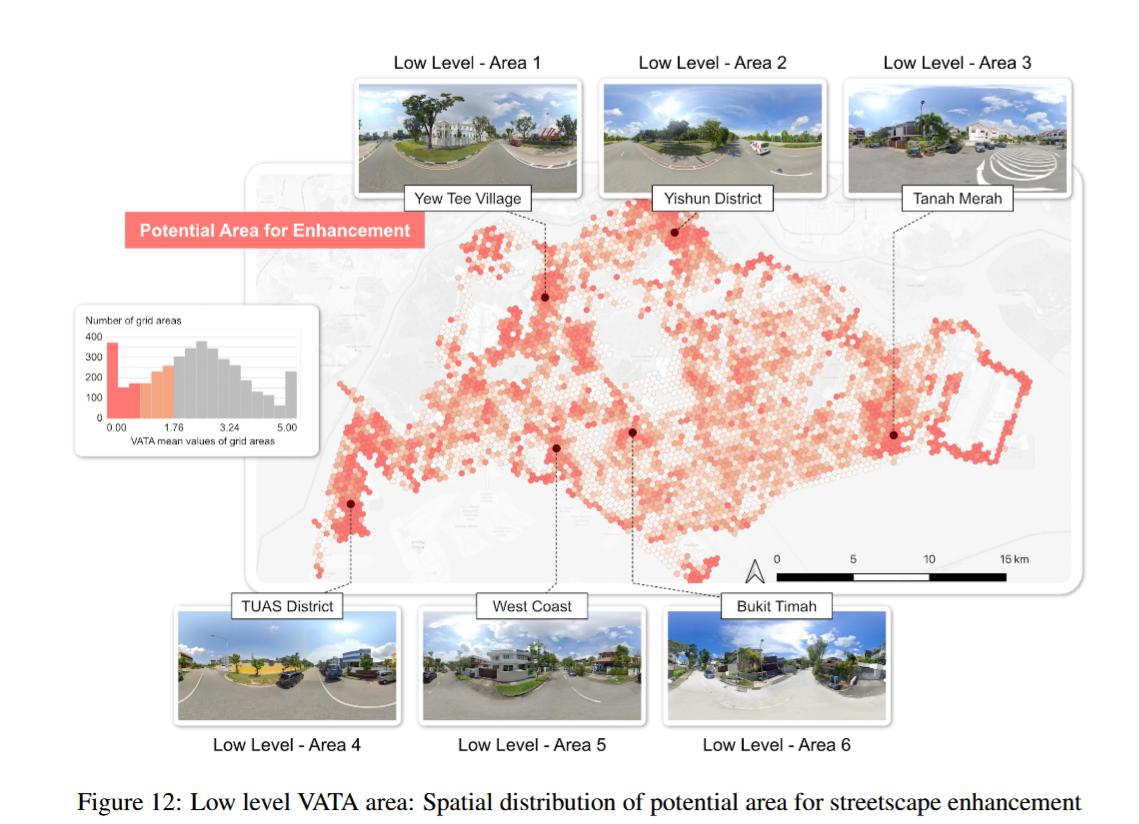 Low Level - Area 1
Low Level - Area 2
Low Level - Area 3
Yew Tee Village
Yishun District
Tanah Merah
Potential Area for Enhancement
Number of grid areas
400
300
200
100
0
0.00 1.76 3.24 5.00
VATA mean values of grid areas
0 5 10 15 km
TUAS District
West Coast
Bukit Timah
Low Level - Area 4
Low Level - Area 5
Low Level - Area 6
Figure 12: Low level VATA area: Spatial distribution of potential area for streetscape enhancement